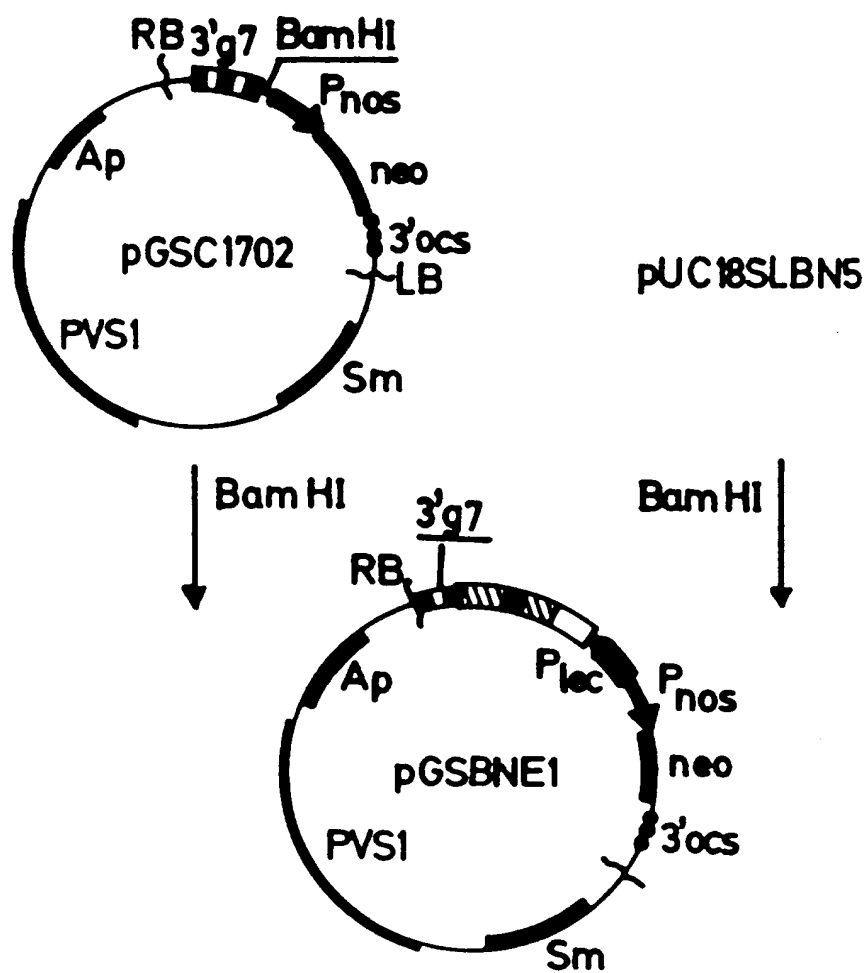 RB 3'g7 BamHI
Pnos
Ap
neo
pGSC1702
3'ocs
LB
pUC18SLBN5
PVS1
Sm
BamHI
BamHI
3'g7
RB
Ap
Plec
Pnos
pGSBNE1
neo
PVS1
3'ocs
Sm